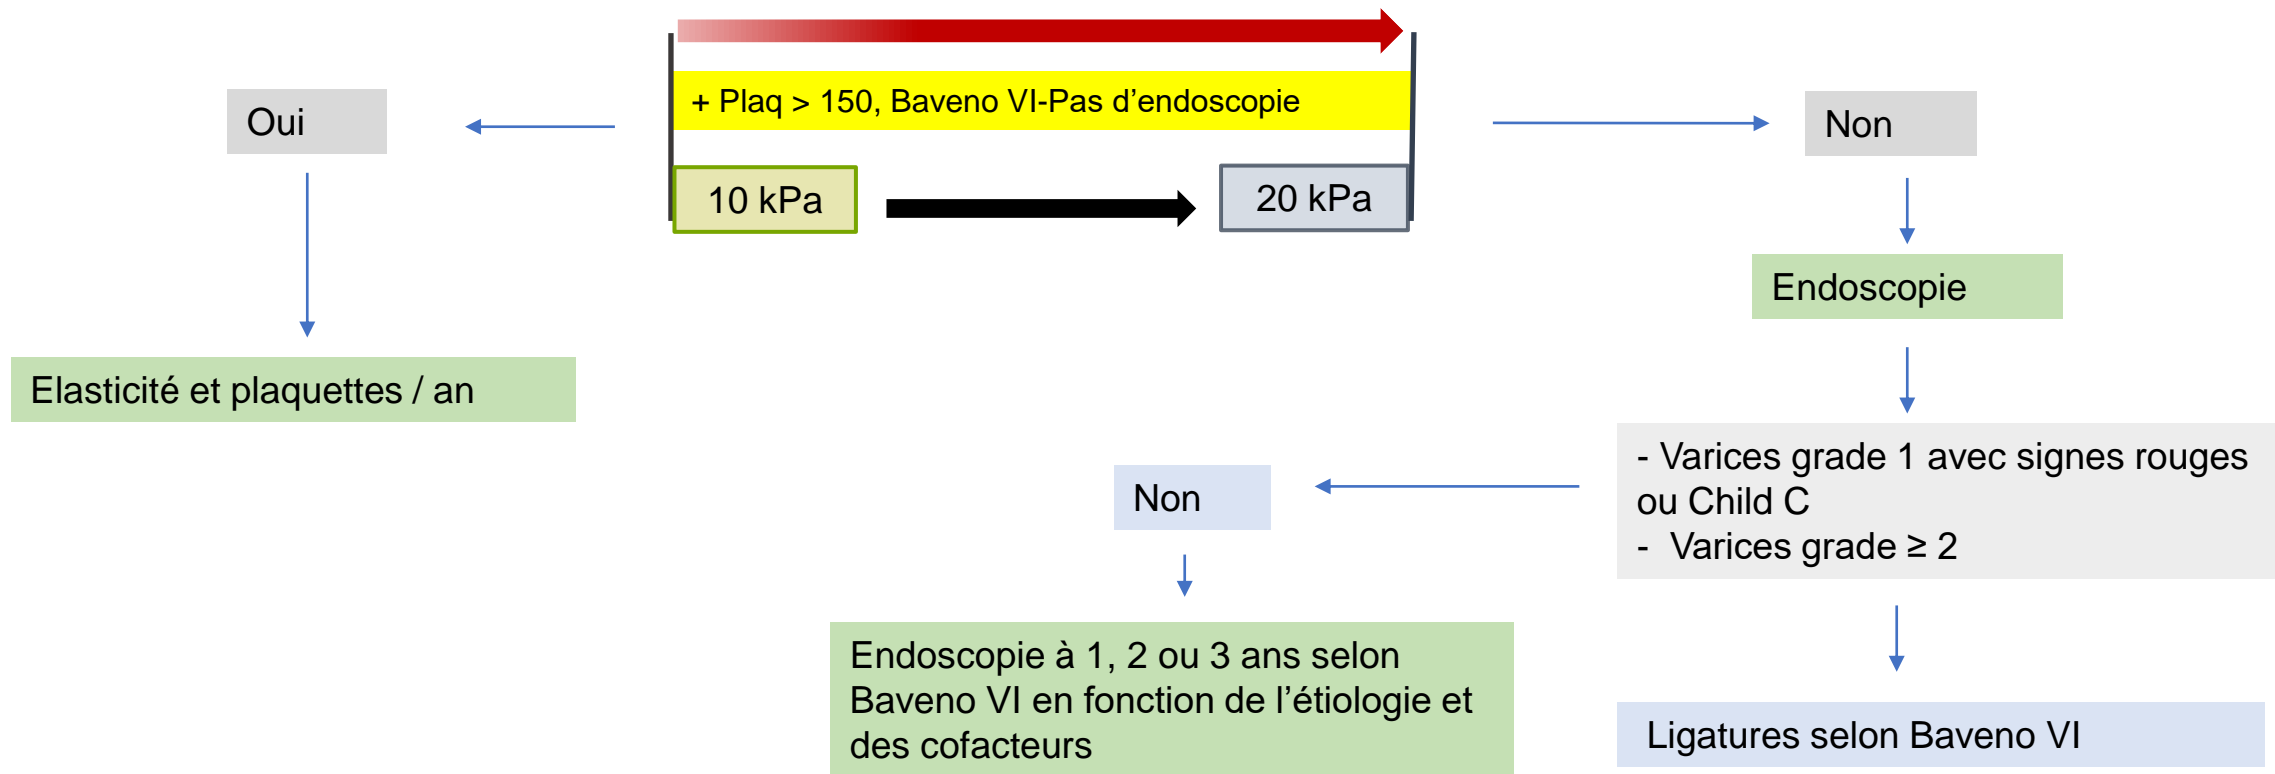 + Plaq > 150, Baveno VI-Pas d’endoscopie
10 kPa
20 kPa
Oui
Non
Elasticité et plaquettes / an
Endoscopie
- Varices grade 1 avec signes rouges
ou Child C
- Varices grade ≥ 2
Non
Endoscopie à 1, 2 ou 3 ans selon
Baveno VI en fonction de l’étiologie et
des cofacteurs
Ligatures selon Baveno VI